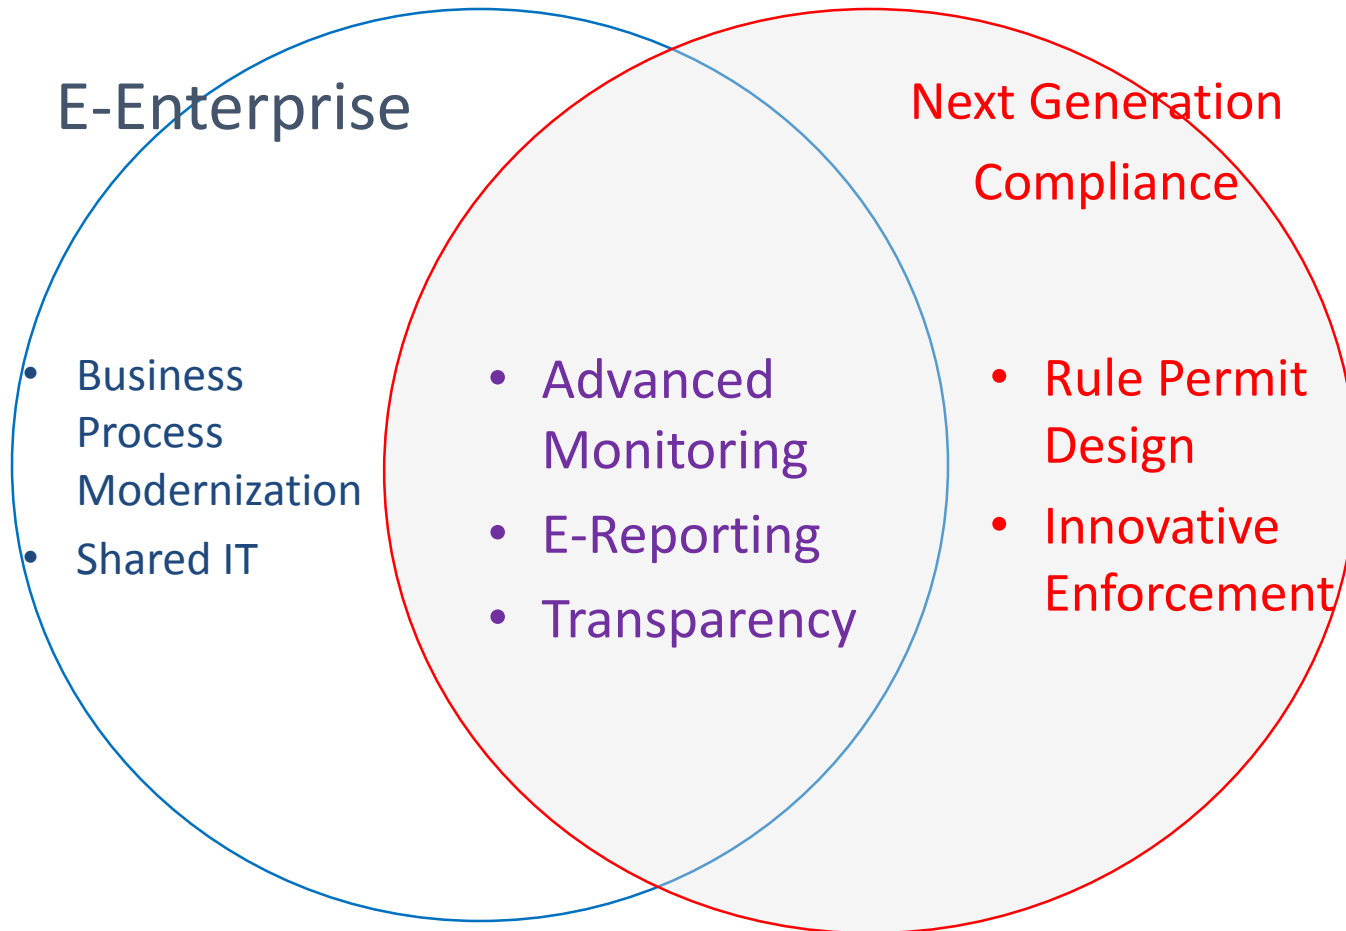 E-Enterprise
Next Generation
Compliance
• Business
Process
Modernization
• Shared IT
• Advanced
Monitoring
• E-Reporting
• Transparency
• Rule Permit
Design
• Innovative
Enforcement